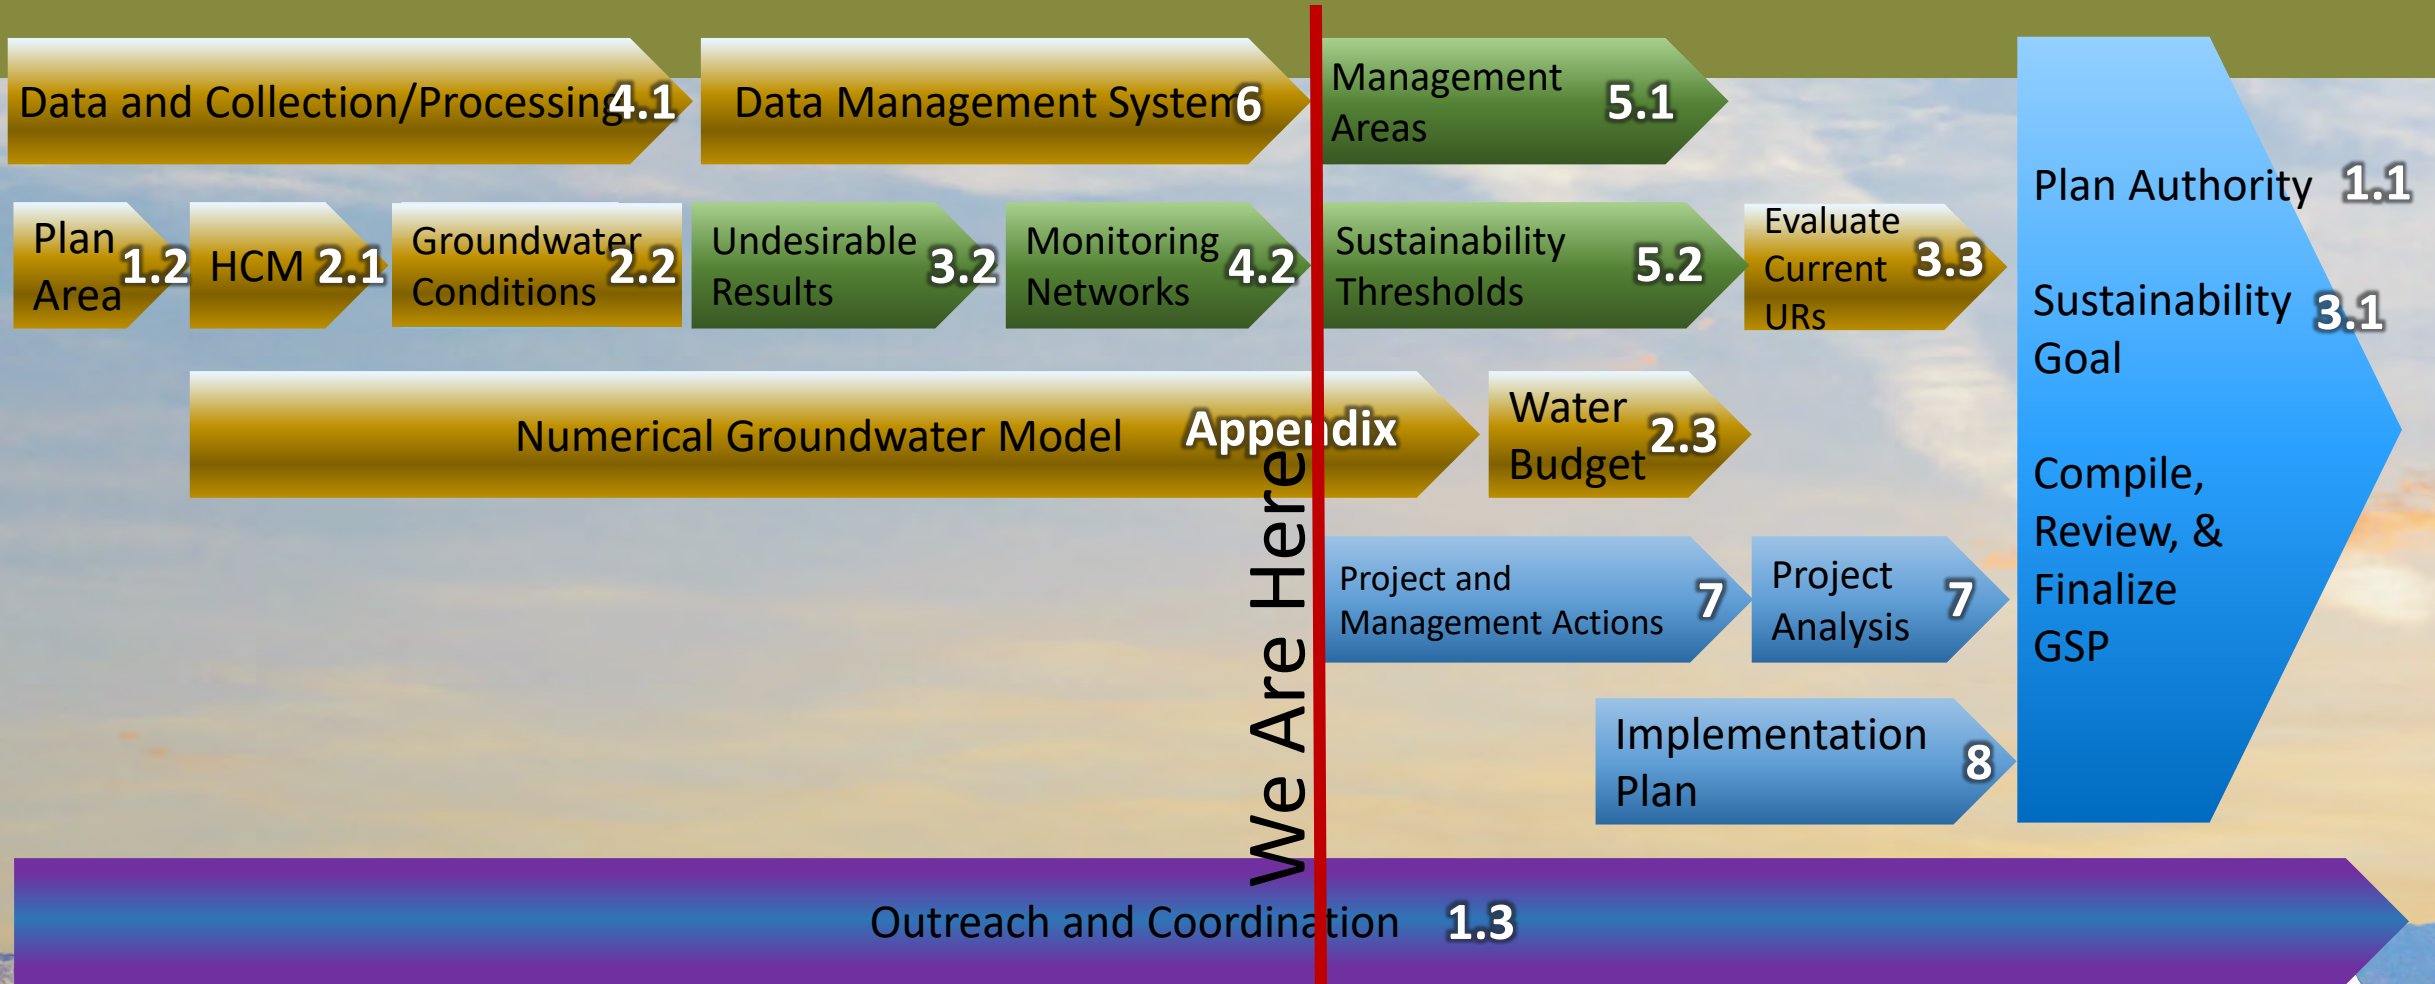 Data and Collection/Processing 4.1
Data Management System 6
Management
Areas
5.1
Plan
Area
1.2
HCM 2.1
Groundwater
Conditions
2.2
Undesirable
Results
3.2
Monitoring
Networks
4.2
Sustainability
Thresholds
5.2
Evaluate
Current
URs
3.3
Numerical Groundwater Model Appendix
Water
Budget
2.3
We Are Here
Project and
Management Actions
7
Project
Analysis
7
Implementation
Plan
8
Plan Authority 1.1
Sustainability
Goal
3.1
Compile,
Review, &
Finalize
GSP
Outreach and Coordination 1.3